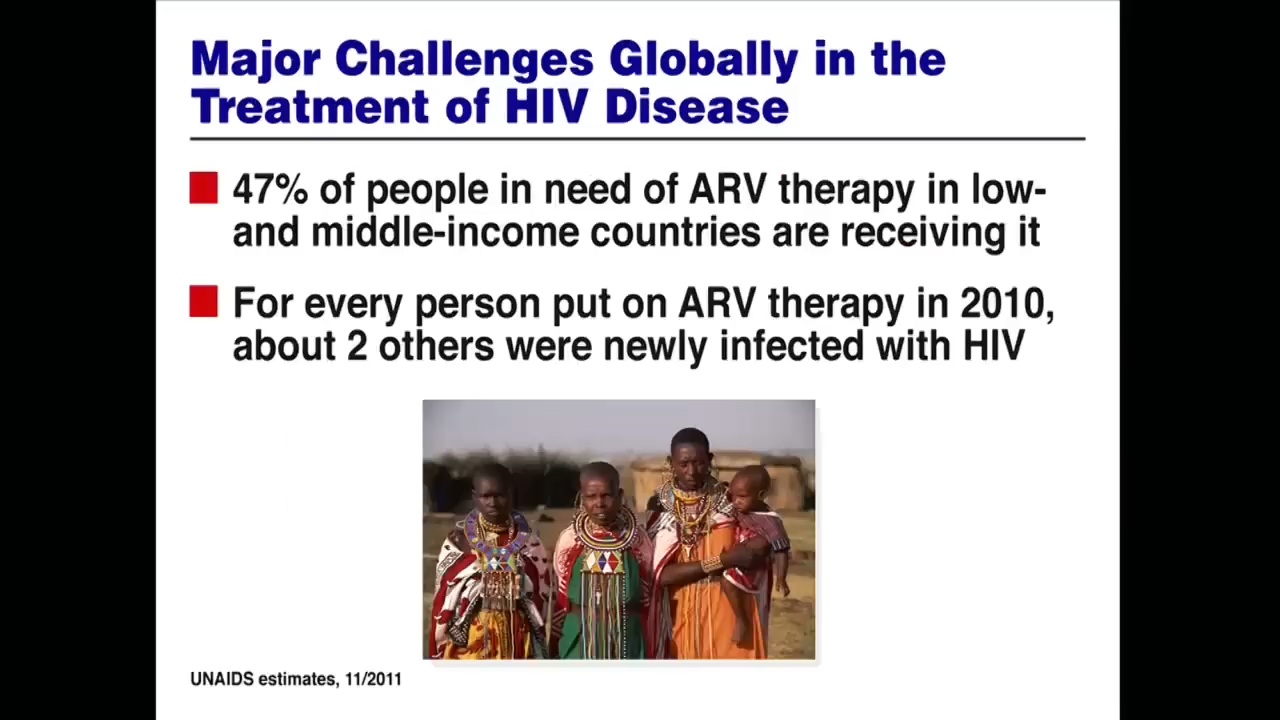 Major Challenges Globally in the
Treatment of HIV Disease
47% of people in need of ARV therapy in low-
and middle-income countries are receiving it
For every person put on ARV therapy in 2010,
about 2 others were newly infected with HIV
UNAIDS estimates, 11/2011